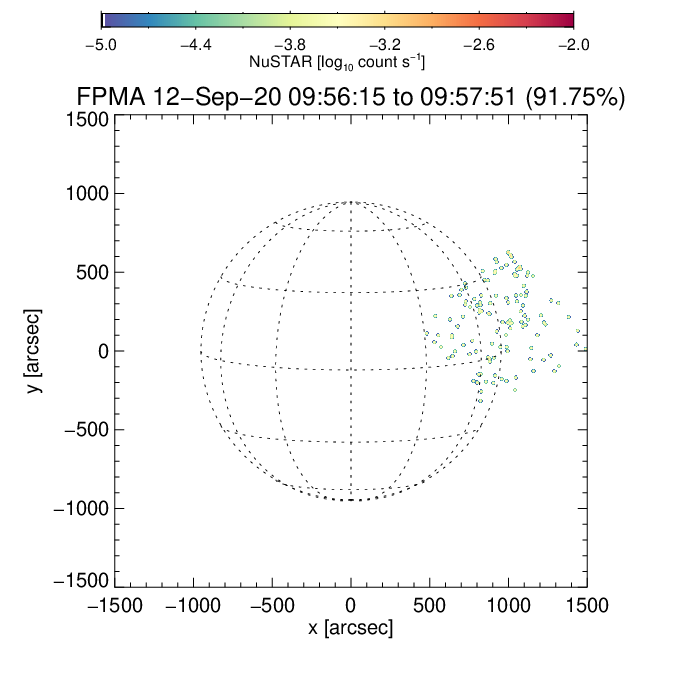 −5.0 −4.4 −3.8 −3.2 −2.6 −2.0
NuSTAR [log₁₀ count s⁻¹]
FPMA 12−Sep−20 09:56:15 to 09:57:51 (91.75%)
1500
1000
500
0
−500
−1000
−1500
y [arcsec]
−1500 −1000 −500 0 500 1000 1500
x [arcsec]